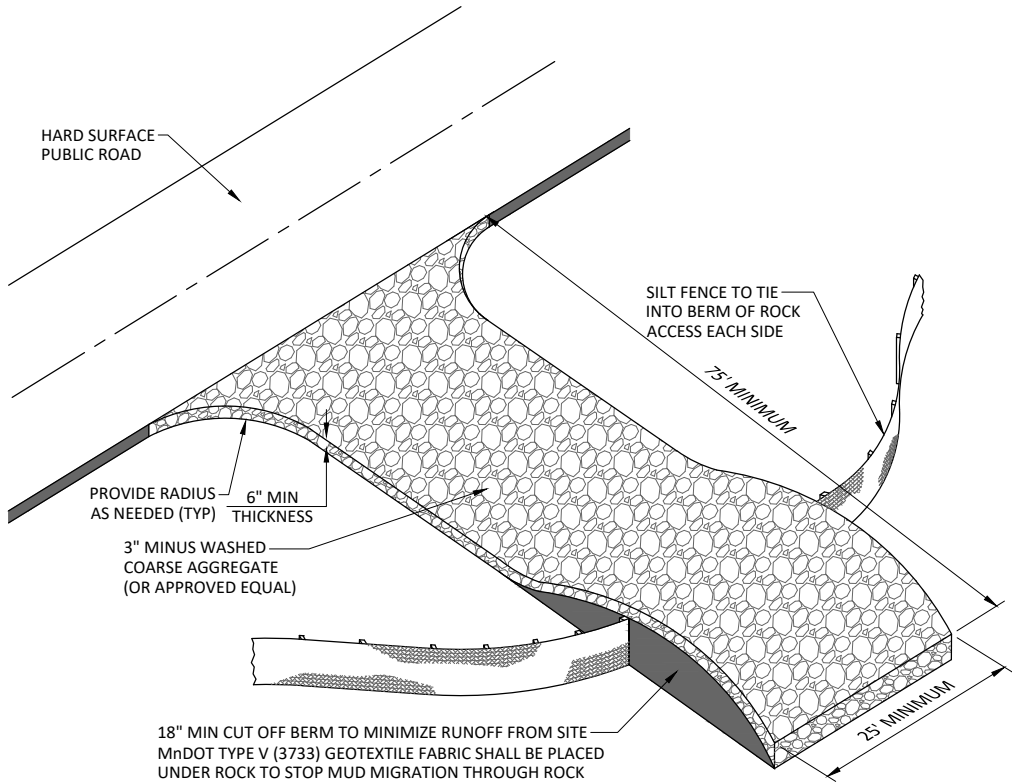 HARD SURFACE
PUBLIC ROAD
SILT FENCE TO TIE
INTO BERM OF ROCK
ACCESS EACH SIDE
75' MINIMUM
PROVIDE RADIUS
AS NEEDED (TYP)
6" MIN
THICKNESS
3" MINUS WASHED
COARSE AGGREGATE
(OR APPROVED EQUAL)
25' MINIMUM
18" MIN CUT OFF BERM TO MINIMIZE RUNOFF FROM SITE
MnDOT TYPE V (3733) GEOTEXTILE FABRIC SHALL BE PLACED
UNDER ROCK TO STOP MUD MIGRATION THROUGH ROCK